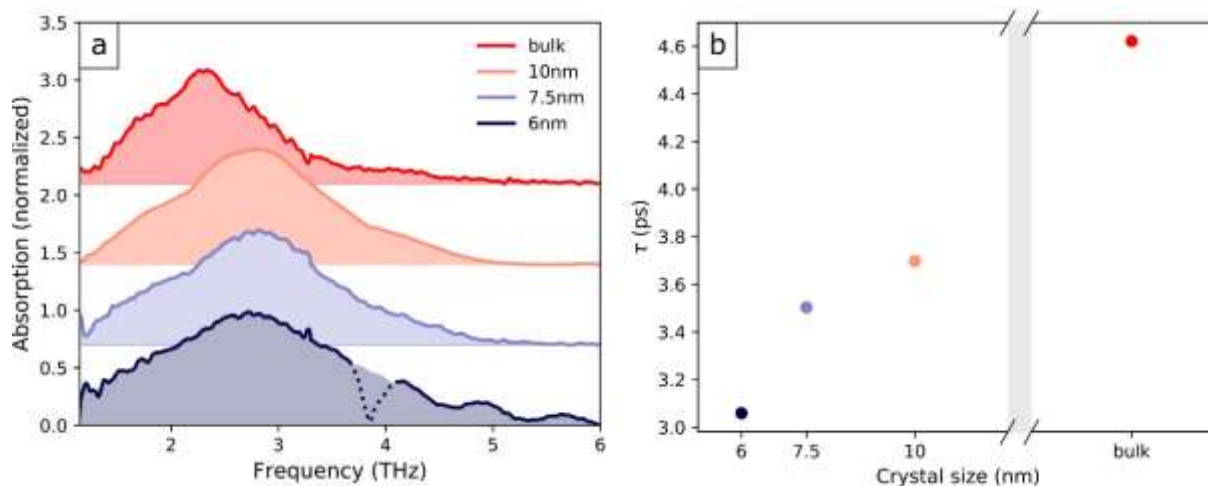 a
bulk
10nm
7.5nm
6nm
3.5
3.0
2.5
2.0
1.5
1.0
0.5
0.0
Absorption (normalized)
2
3
4
5
6
Frequency (THz)
b
4.6
4.4
4.2
4.0
3.8
3.6
3.4
3.2
3.0
τ (ps)
6
7.5
10
bulk
Crystal size (nm)